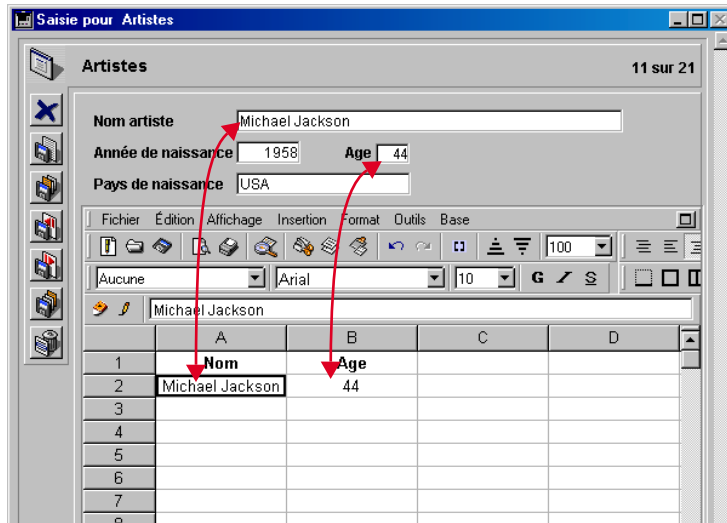 Saisie pour Artistes
Artistes 11 sur 21
Nom artiste Michael Jackson
Année de naissance 1958 Age 44
Pays de naissance USA
Fichier Édition Affichage Insertion Format Outils Base
100
Aucune Arial 10 G I S
Michael Jackson
A B C D
1 Nom Age
2 Michael Jackson 44
3
4
5
6
7
8